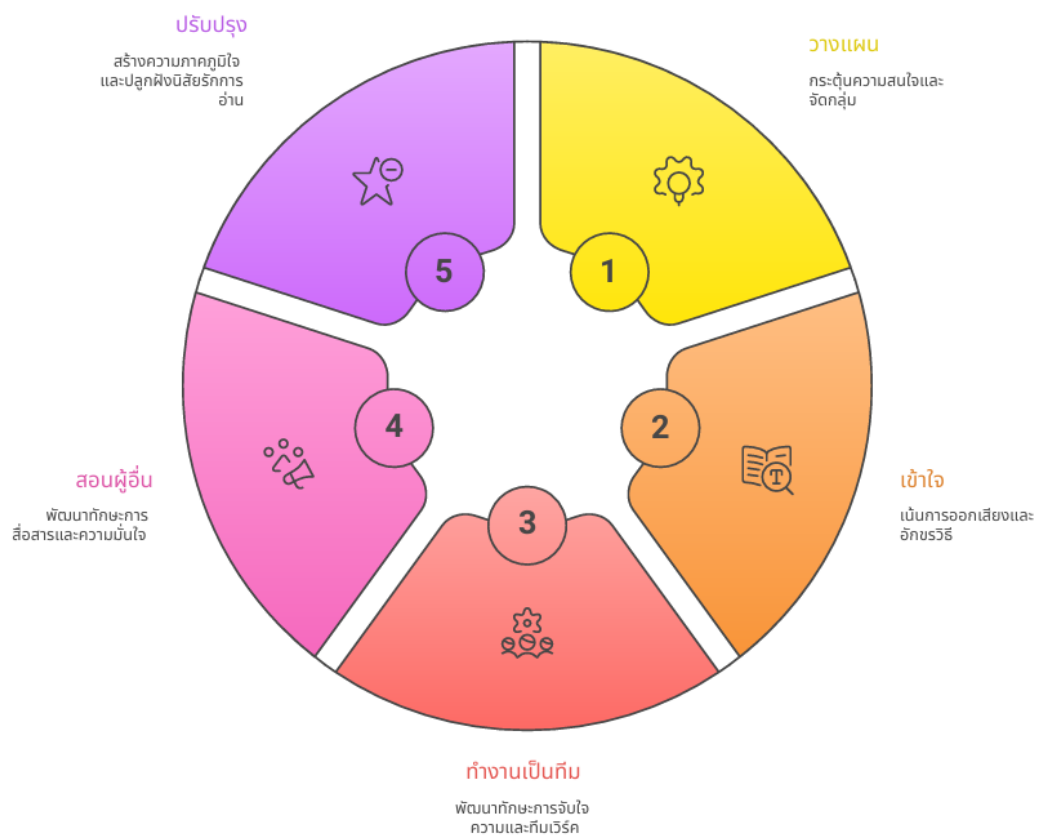 วางแผน
กระตุ้นความสนใจและ
จัดกลุ่ม
1
เข้าใจ
เน้นการออกเสียงและ
อักขรวิธี
2
T
3
ทำงานเป็นทีม
พัฒนาทักษะการจับใจ
ความและทีมเวิร์ค
4
สอนผู้อื่น
พัฒนาทักษะการ
สื่อสารและความมั่นใจ
5
ปรับปรุง
สร้างความภาคภูมิใจ
และปลูกฝังนิสัยรักการ
อ่าน